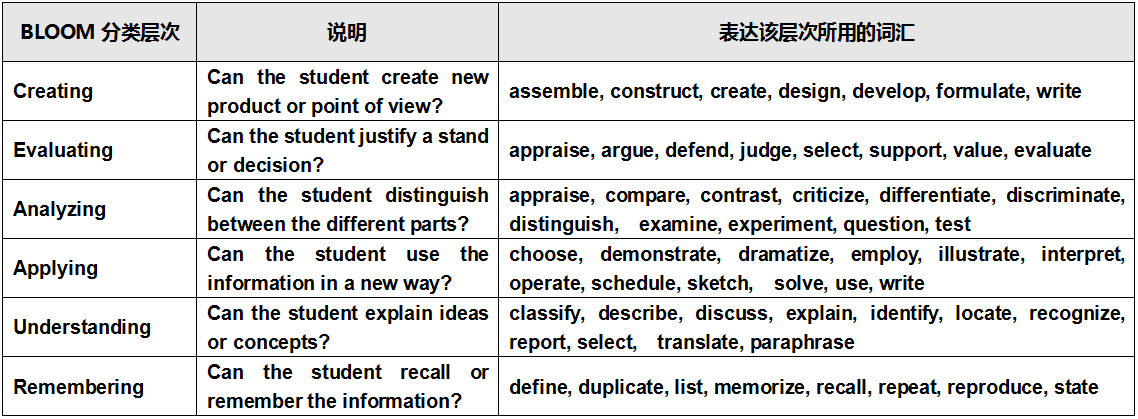 BLOOM 分类层次 说明 表达该层次所用的词汇
Creating
Can the student create new
product or point of view?
assemble, construct, create, design, develop, formulate, write
Evaluating
Can the student justify a stand
or decision?
appraise, argue, defend, judge, select, support, value, evaluate
Analyzing
Can the student distinguish
between the different parts?
appraise, compare, contrast, criticize, differentiate, discriminate,
distinguish, examine, experiment, question, test
Applying
Can the student use the
information in a new way?
choose, demonstrate, dramatize, employ, illustrate, interpret,
operate, schedule, sketch, solve, use, write
Understanding
Can the student explain ideas
or concepts?
classify, describe, discuss, explain, identify, locate, recognize,
report, select, translate, paraphrase
Remembering
Can the student recall or
remember the information?
define, duplicate, list, memorize, recall, repeat, reproduce, state